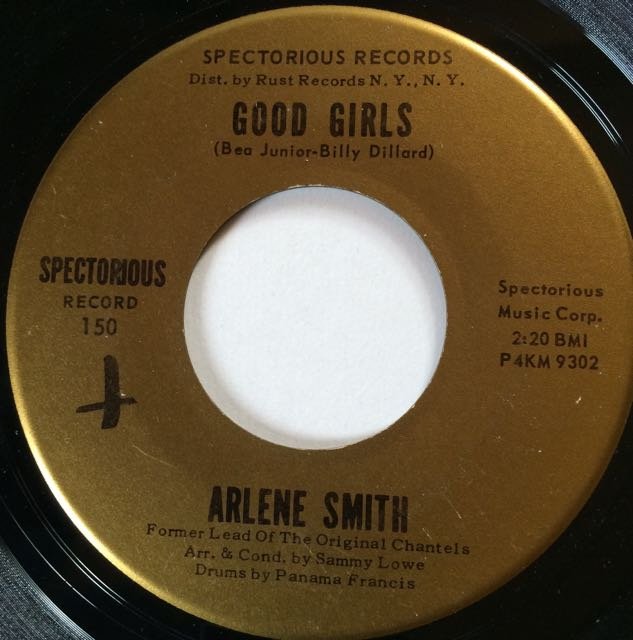 SPECTORIOUS RECORDS
Dist. by Rust Records N. Y., N. Y.
GOOD GIRLS
(Bea Junior-Billy Dillard)
SPECTORIOUS
RECORD
150
Spectorious
Music Corp.
2:20 BMI
P4KM 9302
ARLENE SMITH
Former Lead Of The Original Chantels
Arr. & Cond. by Sammy Lowe
Drums by Panama Francis